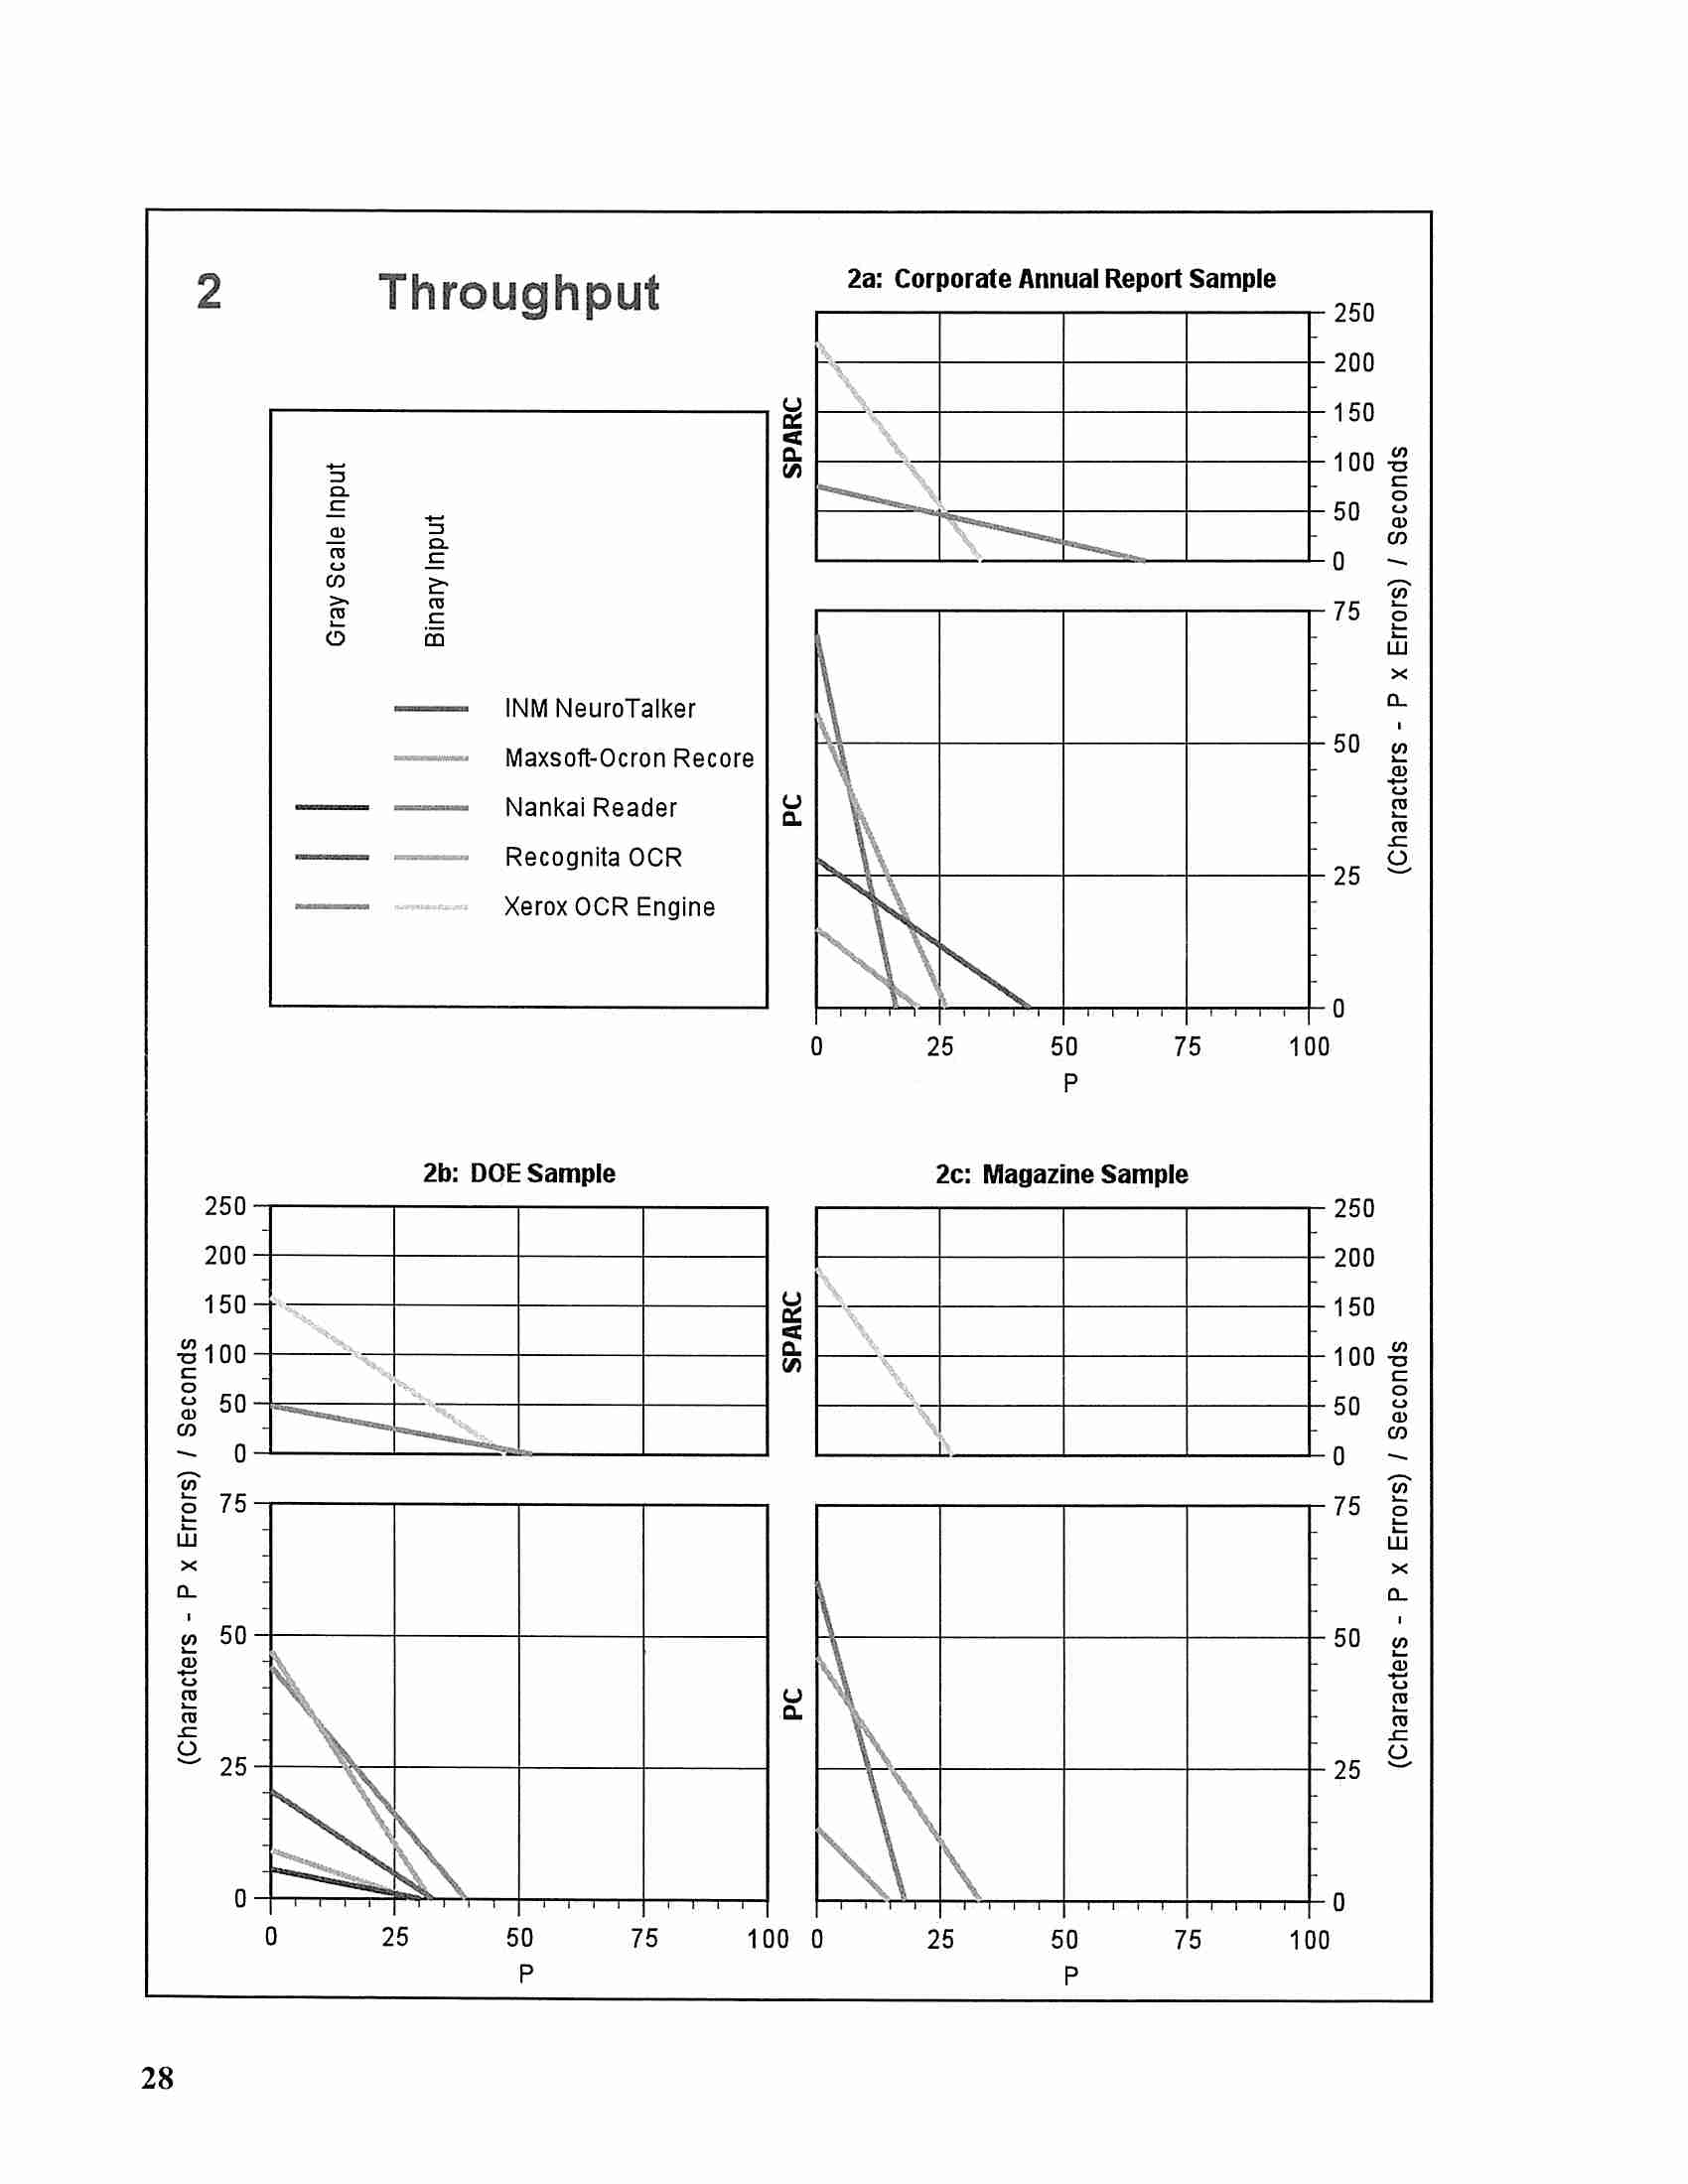 2 Throughput
Gray Scale Input
Binary Input
INM NeuroTalker
Maxsoft-Ocron Recore
Nankai Reader
Recognita OCR
Xerox OCR Engine
2a: Corporate Annual Report Sample
SPARC
250
200
150
100
50
0
PC
75
50
25
0
(Characters - P x Errors) / Seconds
0 25 50 75 100
P
2b: DOE Sample
250
200
150
100
50
0
75
50
25
0
(Characters - P x Errors) / Seconds
0 25 50 75 100
P
2c: Magazine Sample
SPARC
250
200
150
100
50
0
PC
75
50
25
0
(Characters - P x Errors) / Seconds
0 25 50 75 100
P
28